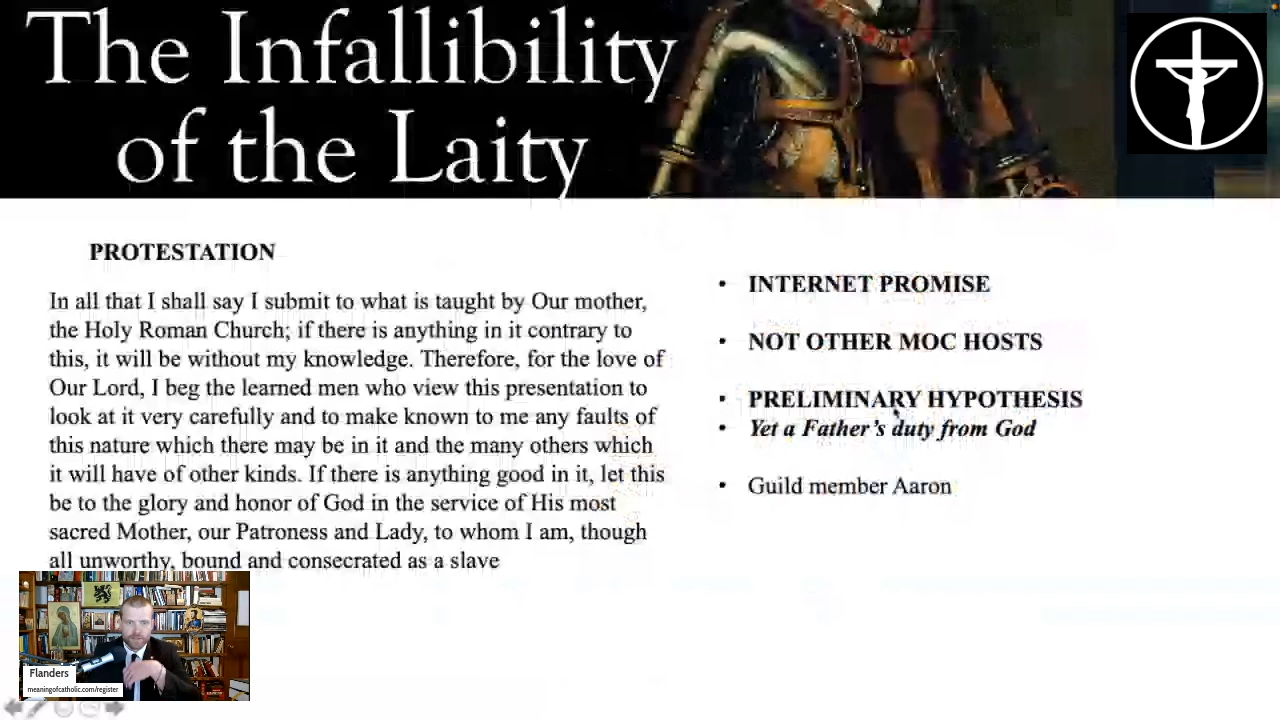 The Infallibility
of the Laity
PROTESTATION
In all that I shall say I submit to what is taught by Our mother,
the Holy Roman Church; if there is anything in it contrary to
this, it will be without my knowledge. Therefore, for the love of
Our Lord, I beg the learned men who view this presentation to
look at it very carefully and to make known to me any faults of
this nature which there may be in it and the many others which
it will have of other kinds. If there is anything good in it, let this
be to the glory and honor of God in the service of His most
sacred Mother, our Patroness and Lady, to whom I am, though
all unworthy, bound and consecrated as a slave
• INTERNET PROMISE
• NOT OTHER MOC HOSTS
• PRELIMINARY HYPOTHESIS
• Yet a Father’s duty from God
• Guild member Aaron
Flanders
meaningofcatholic.com/register